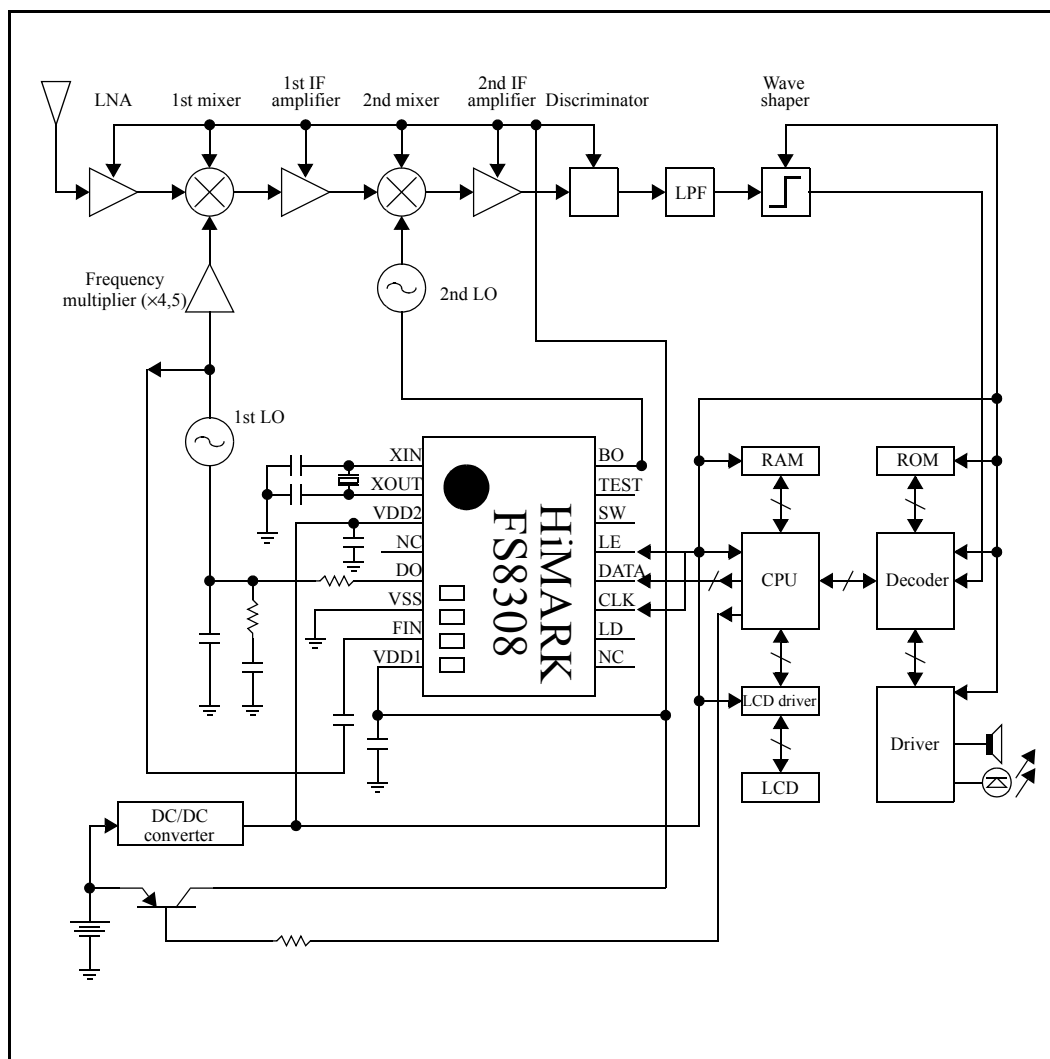 LNA
1st mixer
1st IF
amplifier
2nd mixer
2nd IF
amplifier
Discriminator
Wave
shaper
LPF
Frequency
multiplier (×4,5)
2nd LO
1st LO
XIN
XOUT
VDD2
NC
DO
VSS
FIN
VDD1
HiMARK
FS8308
BO
TEST
SW
LE
DATA
CLK
LD
NC
RAM
ROM
CPU
Decoder
LCD driver
Driver
LCD
DC/DC
converter